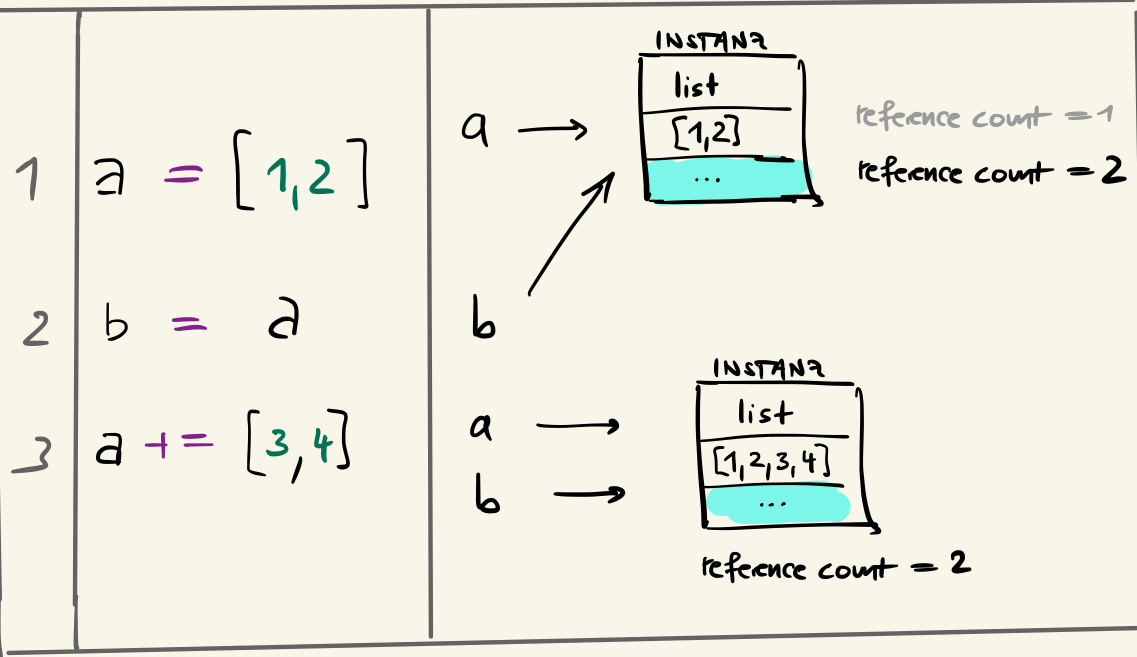 1 a = [1,2]
2 b = a
3 a += [3,4]
INSTANZ
list
a → [1,2]
...
reference count = 1
reference count = 2
b
INSTANZ
list
a →
[1,2,3,4]
b →
...
reference count = 2